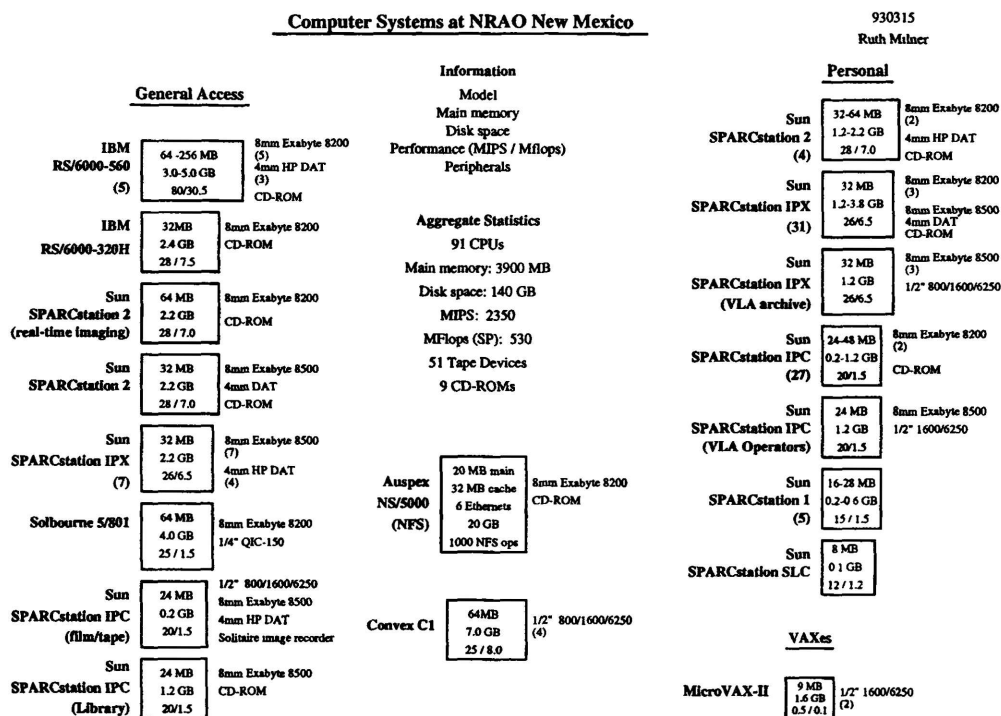 Computer Systems at NRAO New Mexico
930315
Ruth Milner
General Access
IBM
RS/6000-560
(5)
64 -256 MB
3.0-5.0 GB
80/30.5
8mm Exabyte 8200
(5)
4mm HP DAT
(3)
CD-ROM
IBM
RS/6000-320H
32MB
2.4 GB
28 / 7.5
8mm Exabyte 8200
CD-ROM
Sun
SPARCstation 2
(real-time imaging)
64 MB
2.2 GB
28 / 7.0
8mm Exabyte 8200
CD-ROM
Sun
SPARCstation 2
32 MB
2.2 GB
28 / 7.0
8mm Exabyte 8500
4mm DAT
CD-ROM
Sun
SPARCstation IPX
(7)
32 MB
2.2 GB
26/6.5
8mm Exabyte 8500
(7)
4mm HP DAT
(4)
Solbourne 5/801
64 MB
4.0 GB
25 / 1.5
8mm Exabyte 8200
1/4" QIC-150
Sun
SPARCstation IPC
(film/tape)
24 MB
0.2 GB
20/1.5
1/2" 800/1600/6250
8mm Exabyte 8500
4mm HP DAT
Solitaire image recorder
Sun
SPARCstation IPC
(Library)
24 MB
1.2 GB
20/1.5
8mm Exabyte 8500
CD-ROM
Information
Model
Main memory
Disk space
Performance (MIPS / Mflops)
Peripherals
Aggregate Statistics
91 CPUs
Main memory: 3900 MB
Disk space: 140 GB
MIPS: 2350
MFlops (SP): 530
51 Tape Devices
9 CD-ROMs
Auspex
NS/5000
(NFS)
20 MB main
32 MB cache
6 Ethernets
20 GB
1000 NFS ops
8mm Exabyte 8200
CD-ROM
Convex C1
64MB
7.0 GB
25 / 8.0
1/2" 800/1600/6250
(4)
Personal
Sun
SPARCstation 2
(4)
32-64 MB
1.2-2.2 GB
28 / 7.0
8mm Exabyte 8200
(2)
4mm HP DAT
CD-ROM
Sun
SPARCstation IPX
(31)
32 MB
1.2-3.8 GB
26/6.5
8mm Exabyte 8200
(3)
8mm Exabyte 8500
4mm DAT
CD-ROM
Sun
SPARCstation IPX
(VLA archive)
32 MB
1.2 GB
26/6.5
8mm Exabyte 8500
(3)
1/2" 800/1600/6250
Sun
SPARCstation IPC
(27)
24-48 MB
0.2-1.2 GB
20/1.5
8mm Exabyte 8200
(2)
CD-ROM
Sun
SPARCstation IPC
(VLA Operators)
24 MB
1.2 GB
20/1.5
8mm Exabyte 8500
1/2" 1600/6250
Sun
SPARCstation 1
(5)
16-28 MB
0.2-0 6 GB
15 / 1.5
Sun
SPARCstation SLC
8 MB
0 1 GB
12 / 1.2
VAXes
MicroVAX-II
9 MB
1.6 GB
0.5 / 0.1
1/2" 1600/6250
(2)